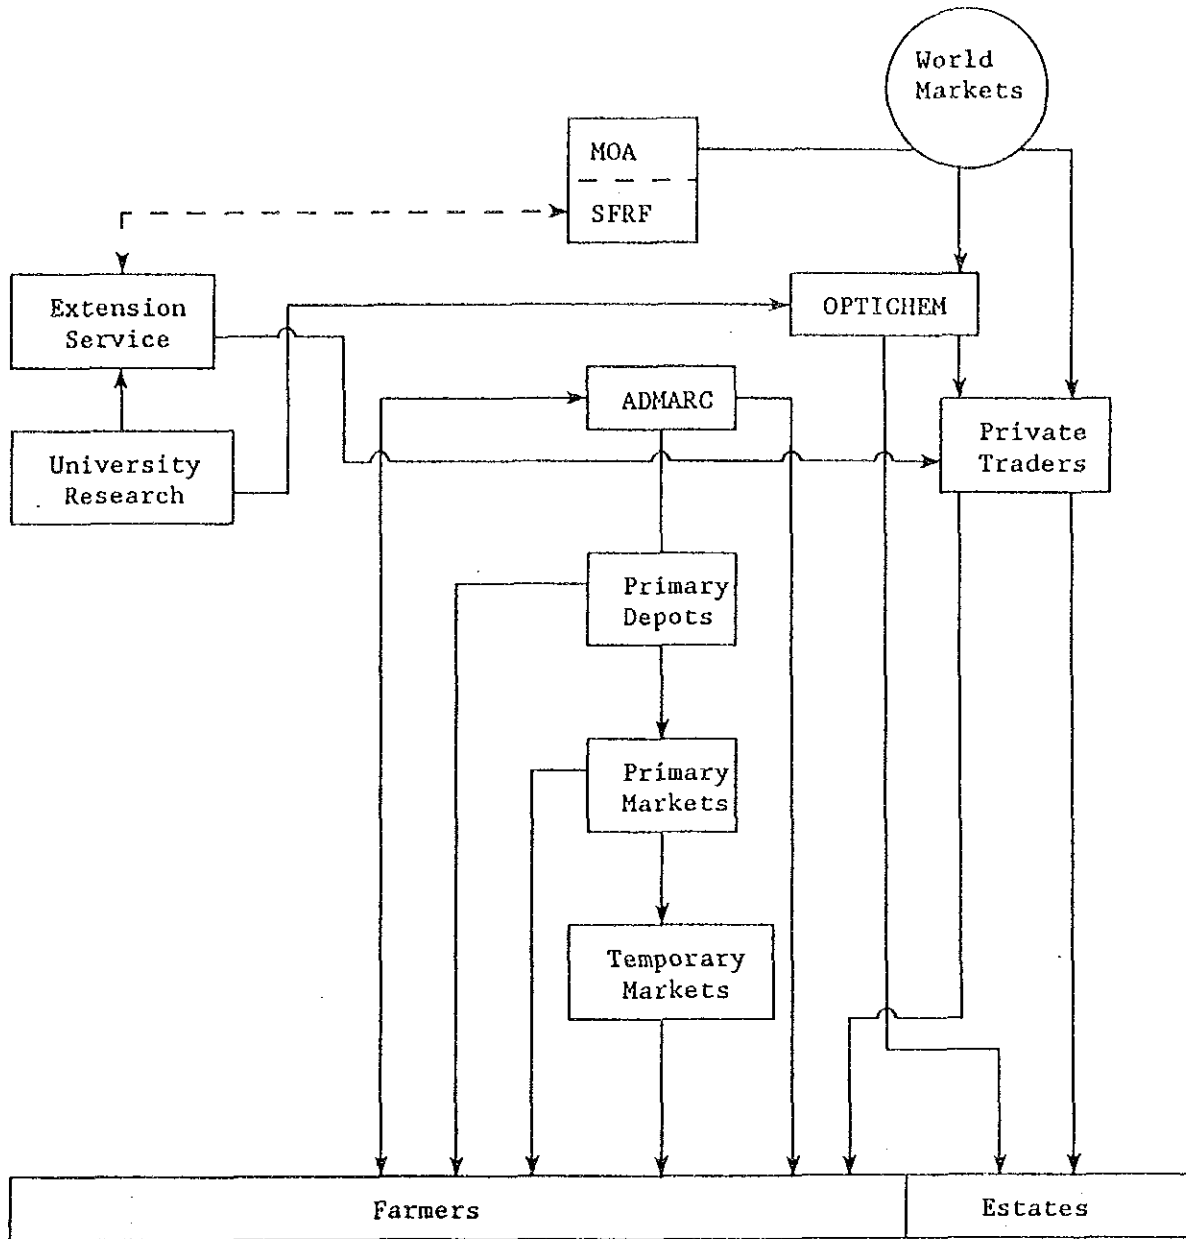 World
Markets
MOA
SFRF
Extension
Service
OPTICHEM
ADMARC
Private
Traders
University
Research
Primary
Depots
Primary
Markets
Temporary
Markets
Farmers
Estates